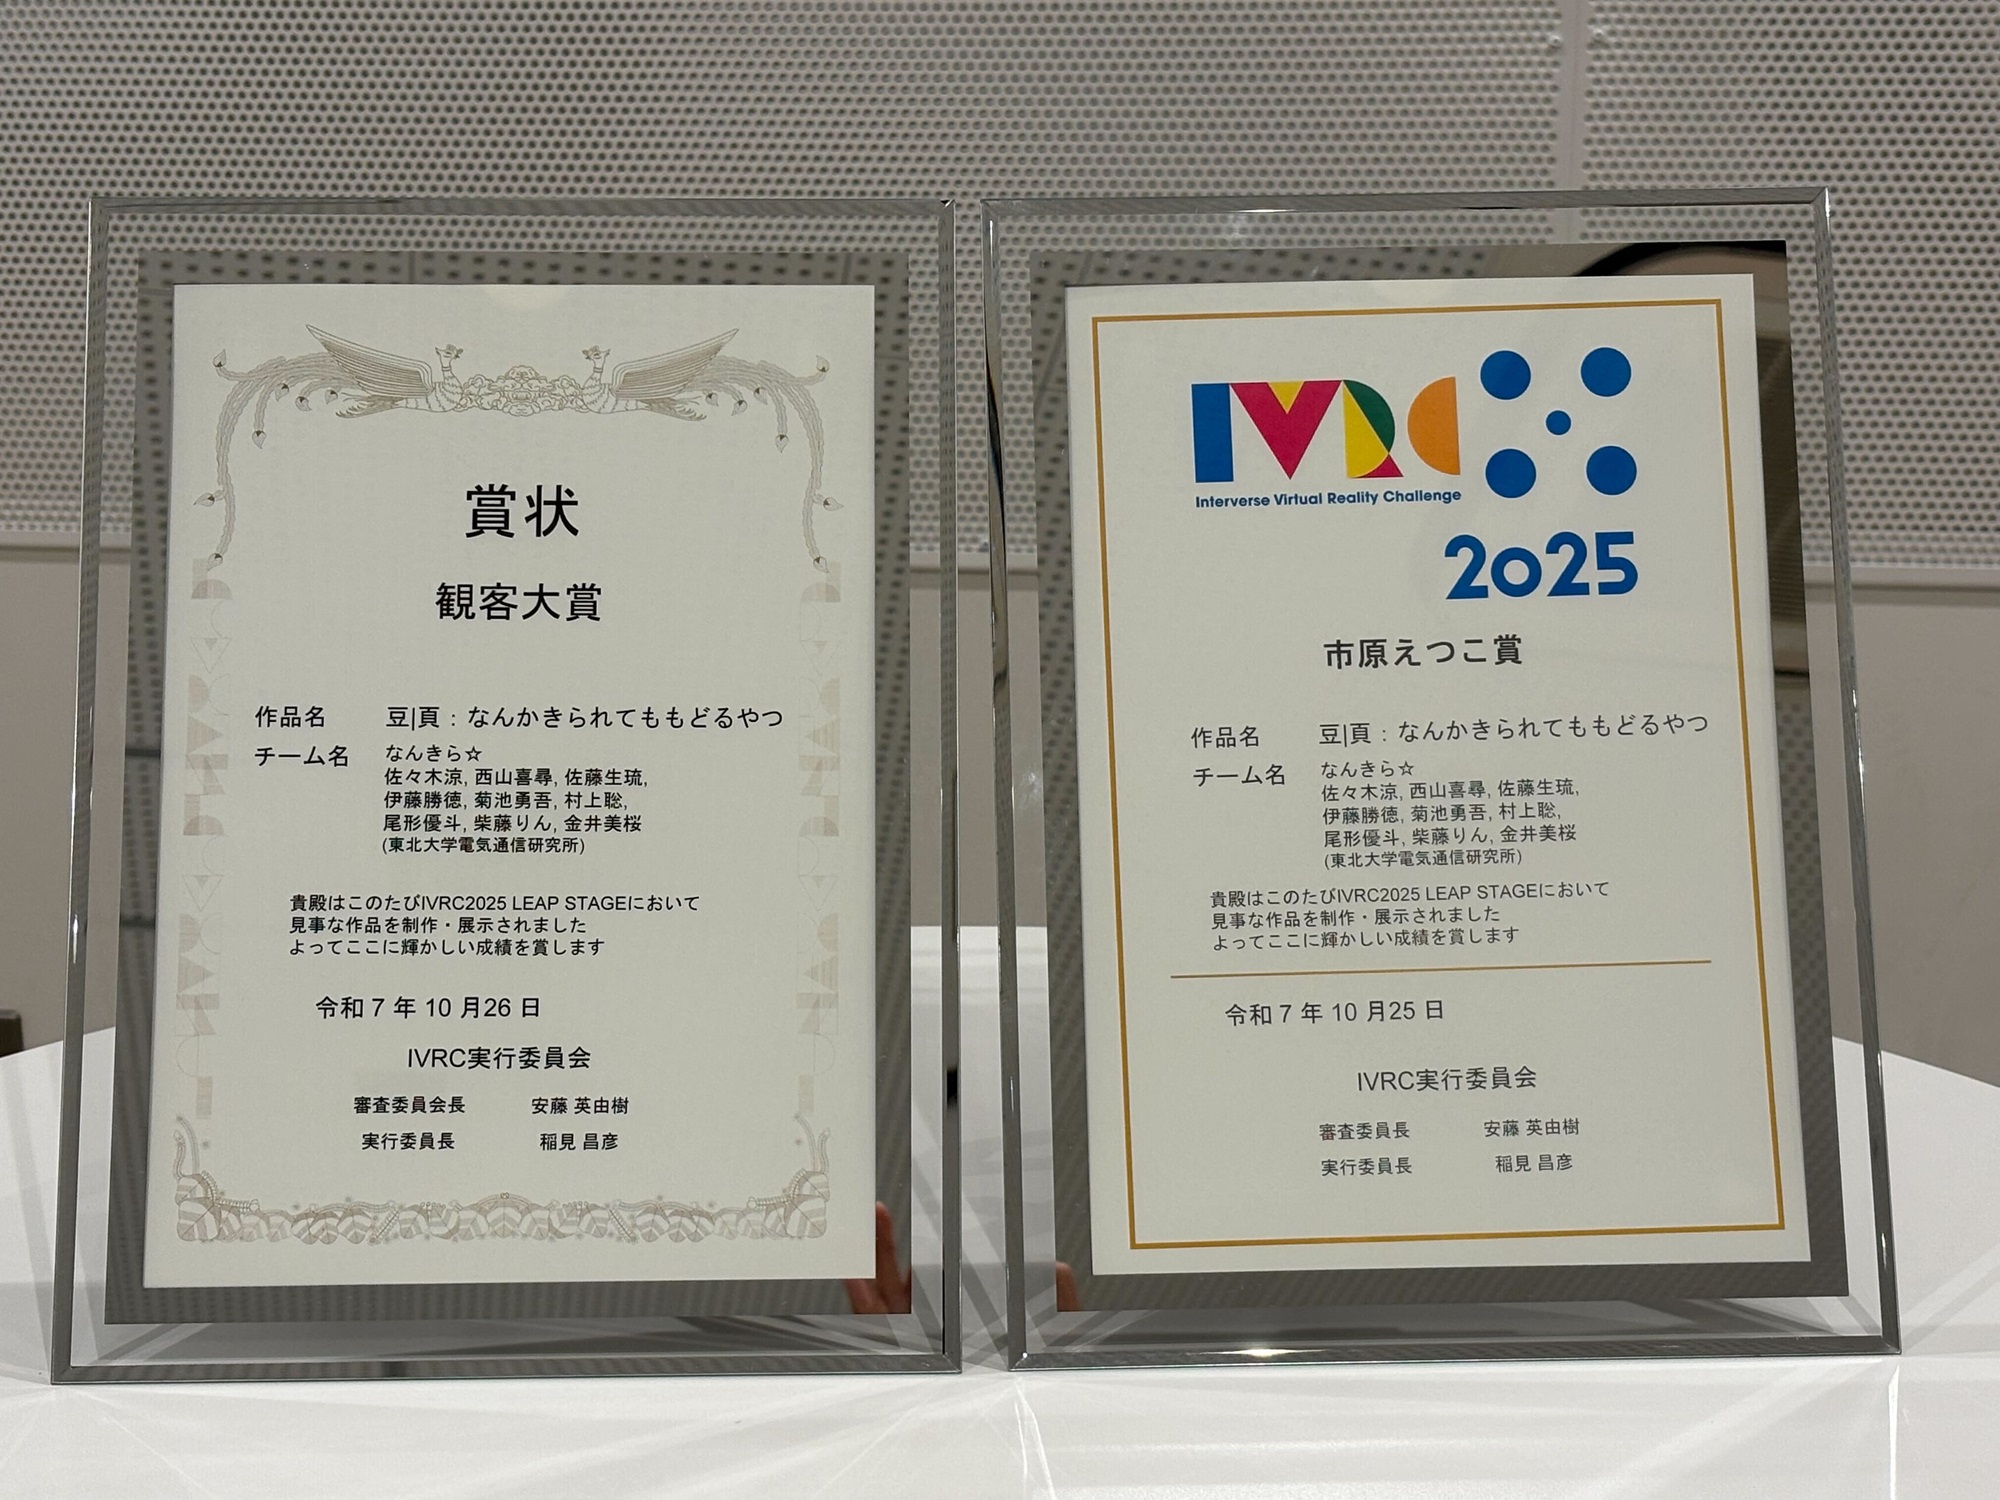 賞状
観客大賞
作品名 豆|頁：なんかきられてももどるやつ
チーム名 なんきら☆
佐々木涼, 西山喜尋, 佐藤生琉,
伊藤勝徳, 菊池勇吾, 村上聡,
尾形優斗, 柴藤りん, 金井美桜
(東北大学電気通信研究所)
貴殿はこのたびIVRC2025 LEAP STAGEにおいて
見事な作品を制作・展示されました
よってここに輝かしい成績を賞します
令和 7 年 10 月26 日
IVRC実行委員会
審査委員会長 安藤 英由樹
実行委員長 稲見 昌彦
IVRC
Interverse Virtual Reality Challenge
2025
市原えつこ賞
作品名 豆|頁：なんかきられてももどるやつ
チーム名 なんきら☆
佐々木涼, 西山喜尋, 佐藤生琉,
伊藤勝徳, 菊池勇吾, 村上聡,
尾形優斗, 柴藤りん, 金井美桜
(東北大学電気通信研究所)
貴殿はこのたびIVRC2025 LEAP STAGEにおいて
見事な作品を制作・展示されました
よってここに輝かしい成績を賞します
令和 7 年 10 月25 日
IVRC実行委員会
審査委員長 安藤 英由樹
実行委員長 稲見 昌彦